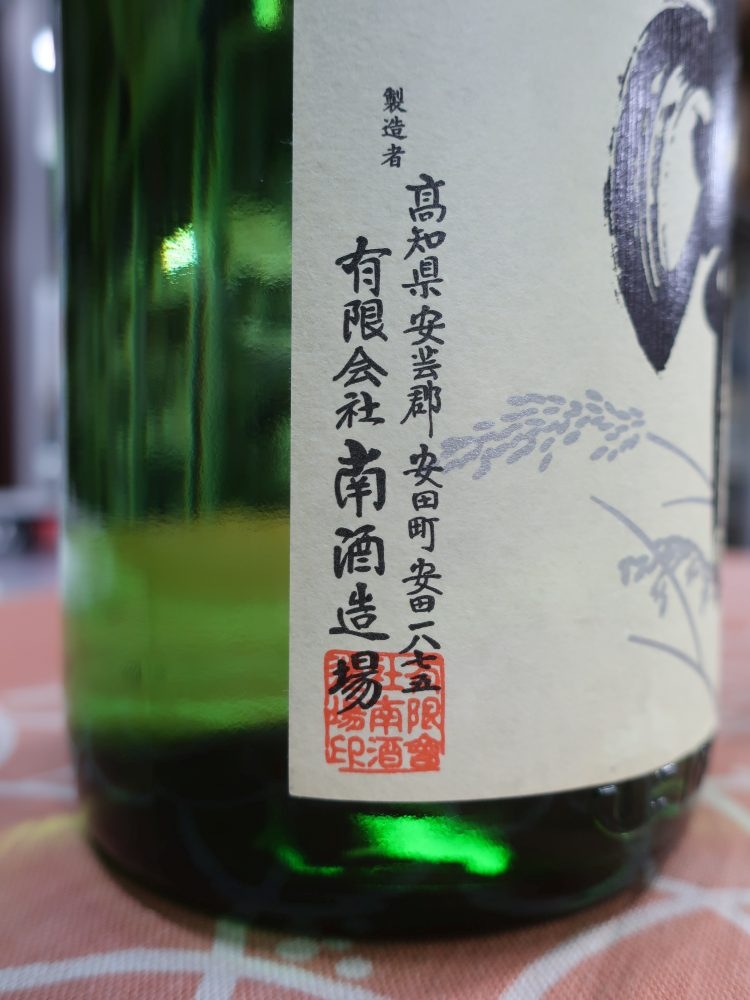 製造者
高知県安芸郡安田町安田一八七五
有限会社南酒造場
有限會
社南酒
造場印